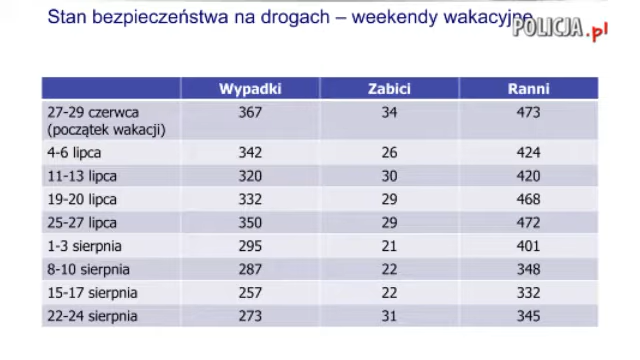 Stan bezpieczeństwa na drogach – weekendy wakacyjne
POLICJA.pl
Wypadki Zabici Ranni
27-29 czerwca
(początek wakacji) 367 34 473
4-6 lipca 342 26 424
11-13 lipca 320 30 420
19-20 lipca 332 29 468
25-27 lipca 350 29 472
1-3 sierpnia 295 21 401
8-10 sierpnia 287 22 348
15-17 sierpnia 257 22 332
22-24 sierpnia 273 31 345